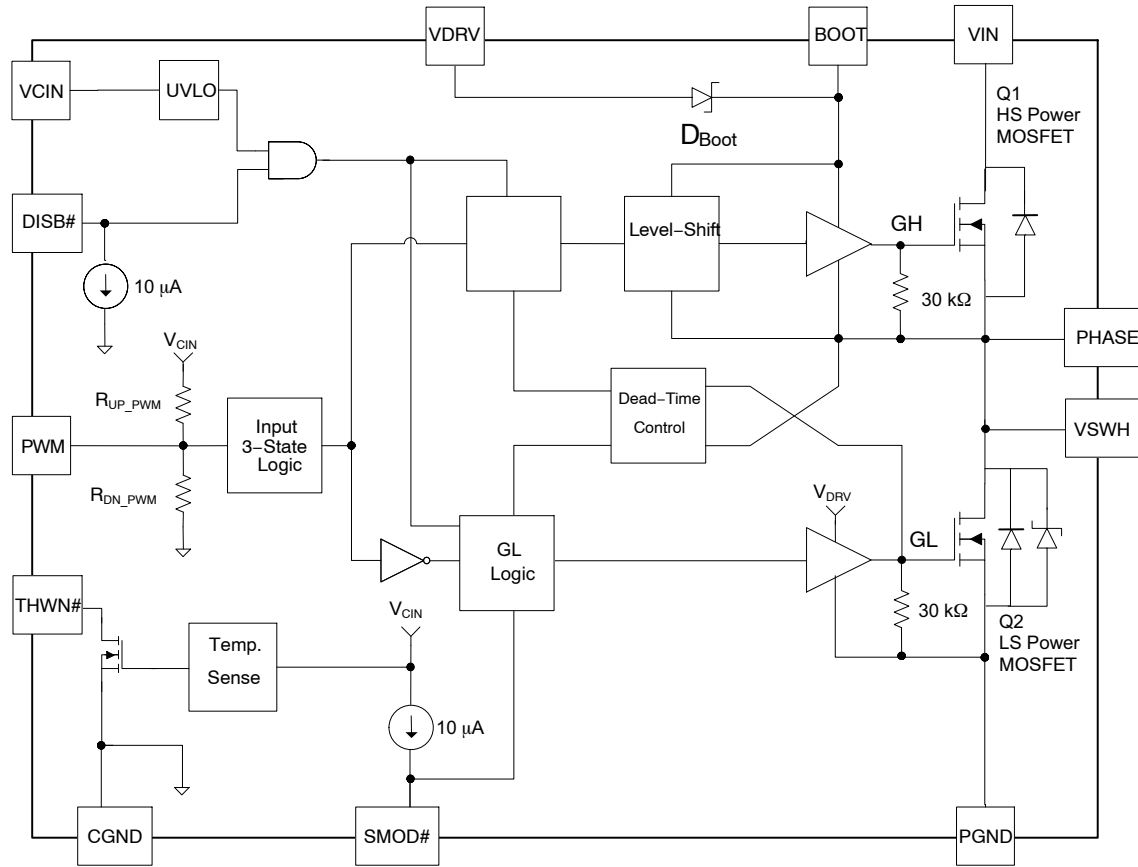 VDRV
BOOT
VIN
VCIN
UVLO
Q1
HS Power
MOSFET
DBoot
DISB#
Level−Shift
GH
10 μA
30 kΩ
VCIN
PHASE
RUP_PWM
Dead−Time
Control
PWM
Input
3−State
Logic
VSWH
RDN_PWM
VDRV
GL
Logic
GL
THWN#
VCIN
30 kΩ
Q2
LS Power
MOSFET
Temp.
Sense
10 μA
CGND
SMOD#
PGND